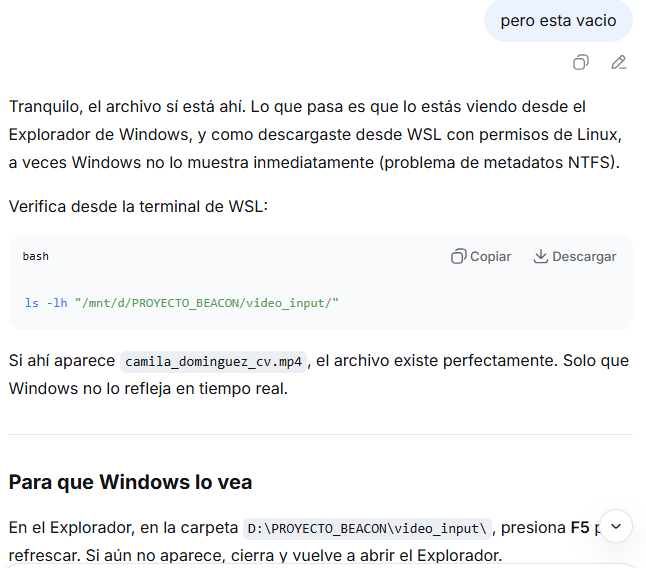 pero esta vacio
Tranquilo, el archivo sí está ahí. Lo que pasa es que lo estás viendo desde el
Explorador de Windows, y como descargaste desde WSL con permisos de Linux,
a veces Windows no lo muestra inmediatamente (problema de metadatos NTFS).
Verifica desde la terminal de WSL:
bash
Copiar
Descargar
ls -lh "/mnt/d/PROYECTO_BEACON/video_input/"
Si ahí aparece camila_dominguez_cv.mp4, el archivo existe perfectamente. Solo que
Windows no lo refleja en tiempo real.
Para que Windows lo vea
En el Explorador, en la carpeta D:\PROYECTO_BEACON\video_input\, presiona F5
refrescar. Si aún no aparece, cierra y vuelve a abrir el Explorador.